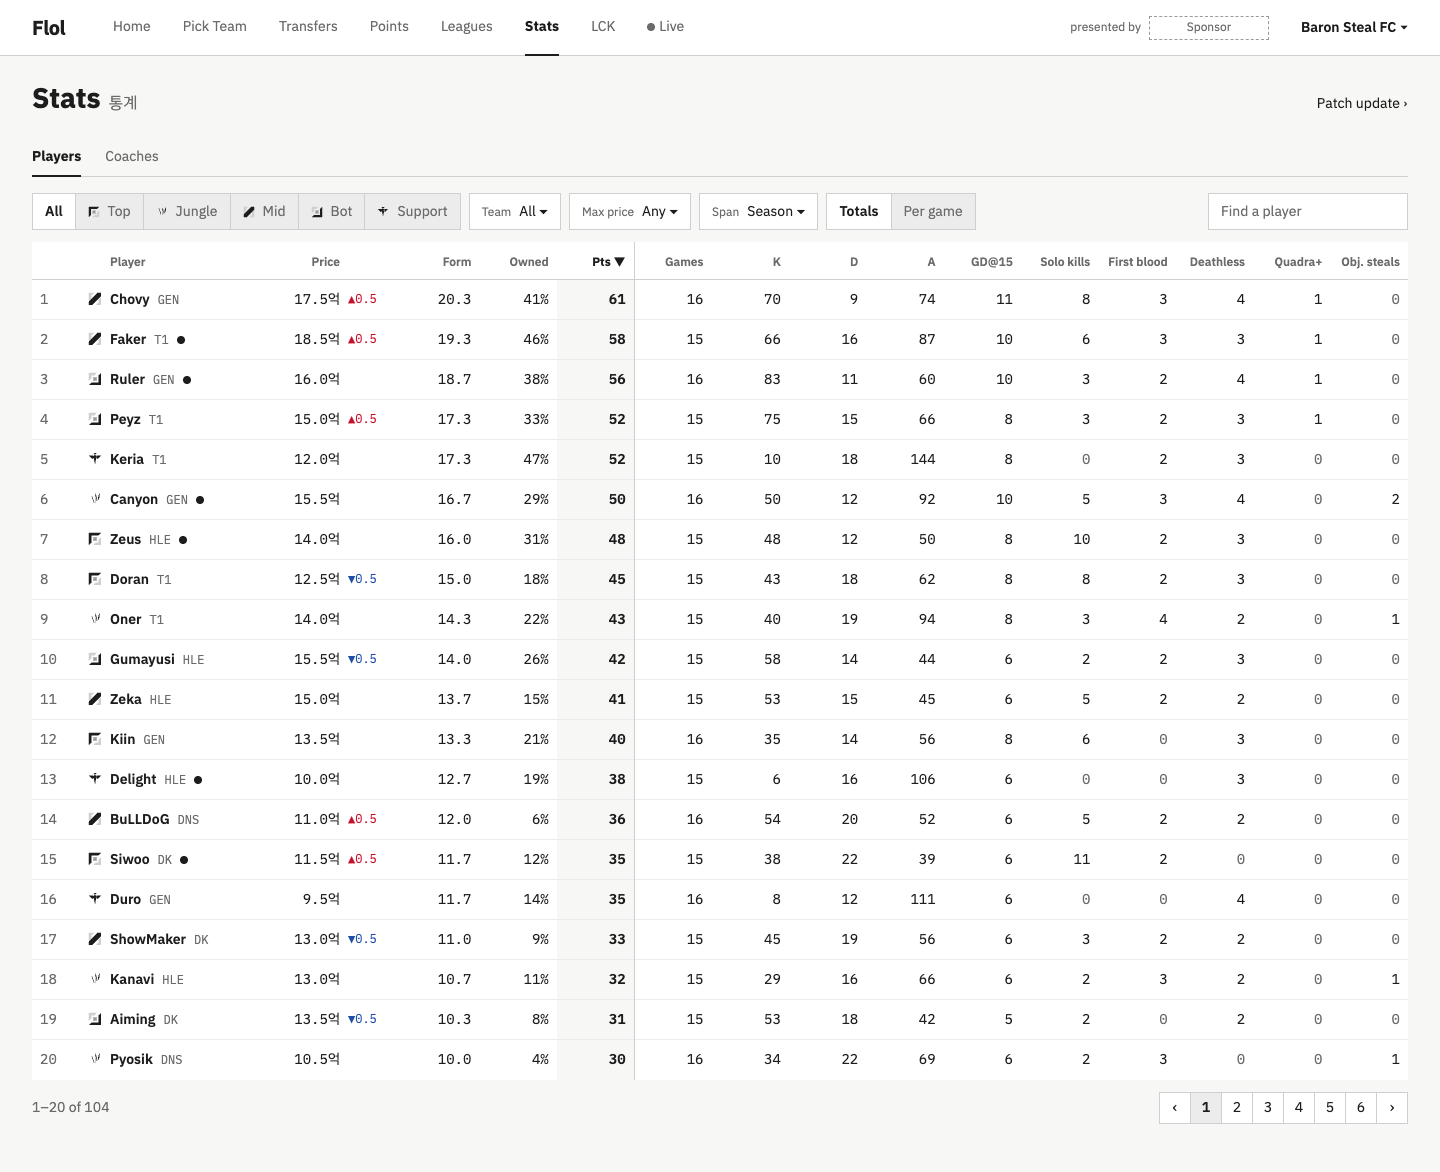 Flol Home Pick Team Transfers Points Leagues Stats LCK Live presented by Sponsor Baron Steal FC
Stats 통계
Patch update ›
Players Coaches
All Top Jungle Mid Bot Support Team All Max price Any Span Season Totals Per game Find a player
Player Price Form Owned Pts ▼ Games K D A GD@15 Solo kills First blood Deathless Quadra+ Obj. steals
1 Chovy GEN 17.5억 ▲0.5 20.3 41% 61 16 70 9 74 11 8 3 4 1 0
2 Faker T1 18.5억 ▲0.5 19.3 46% 58 15 66 16 87 10 6 3 3 1 0
3 Ruler GEN 16.0억 18.7 38% 56 16 83 11 60 10 3 2 4 1 0
4 Peyz T1 15.0억 ▲0.5 17.3 33% 52 15 75 15 66 8 3 2 3 1 0
5 Keria T1 12.0억 17.3 47% 52 15 10 18 144 8 0 2 3 0 0
6 Canyon GEN 15.5억 16.7 29% 50 16 50 12 92 10 5 3 4 0 2
7 Zeus HLE 14.0억 16.0 31% 48 15 48 12 50 8 10 2 3 0 0
8 Doran T1 12.5억 ▼0.5 15.0 18% 45 15 43 18 62 8 8 2 3 0 0
9 Oner T1 14.0억 14.3 22% 43 15 40 19 94 8 3 4 2 0 1
10 Gumayusi HLE 15.5억 ▼0.5 14.0 26% 42 15 58 14 44 6 2 2 3 0 0
11 Zeka HLE 15.0억 13.7 15% 41 15 53 15 45 6 5 2 2 0 0
12 Kiin GEN 13.5억 13.3 21% 40 16 35 14 56 8 6 0 3 0 0
13 Delight HLE 10.0억 12.7 19% 38 15 6 16 106 6 0 0 3 0 0
14 BuLLDoG DNS 11.0억 ▲0.5 12.0 6% 36 16 54 20 52 6 5 2 2 0 0
15 Siwoo DK 11.5억 ▲0.5 11.7 12% 35 15 38 22 39 6 11 2 0 0 0
16 Duro GEN 9.5억 11.7 14% 35 16 8 12 111 6 0 0 4 0 0
17 ShowMaker DK 13.0억 ▼0.5 11.0 9% 33 15 45 19 56 6 3 2 2 0 0
18 Kanavi HLE 13.0억 10.7 11% 32 15 29 16 66 6 2 3 2 0 1
19 Aiming DK 13.5억 ▼0.5 10.3 8% 31 15 53 18 42 5 2 0 2 0 0
20 Pyosik DNS 10.5억 10.0 4% 30 16 34 22 69 6 2 3 0 0 1
1–20 of 104 ‹ 1 2 3 4 5 6 ›